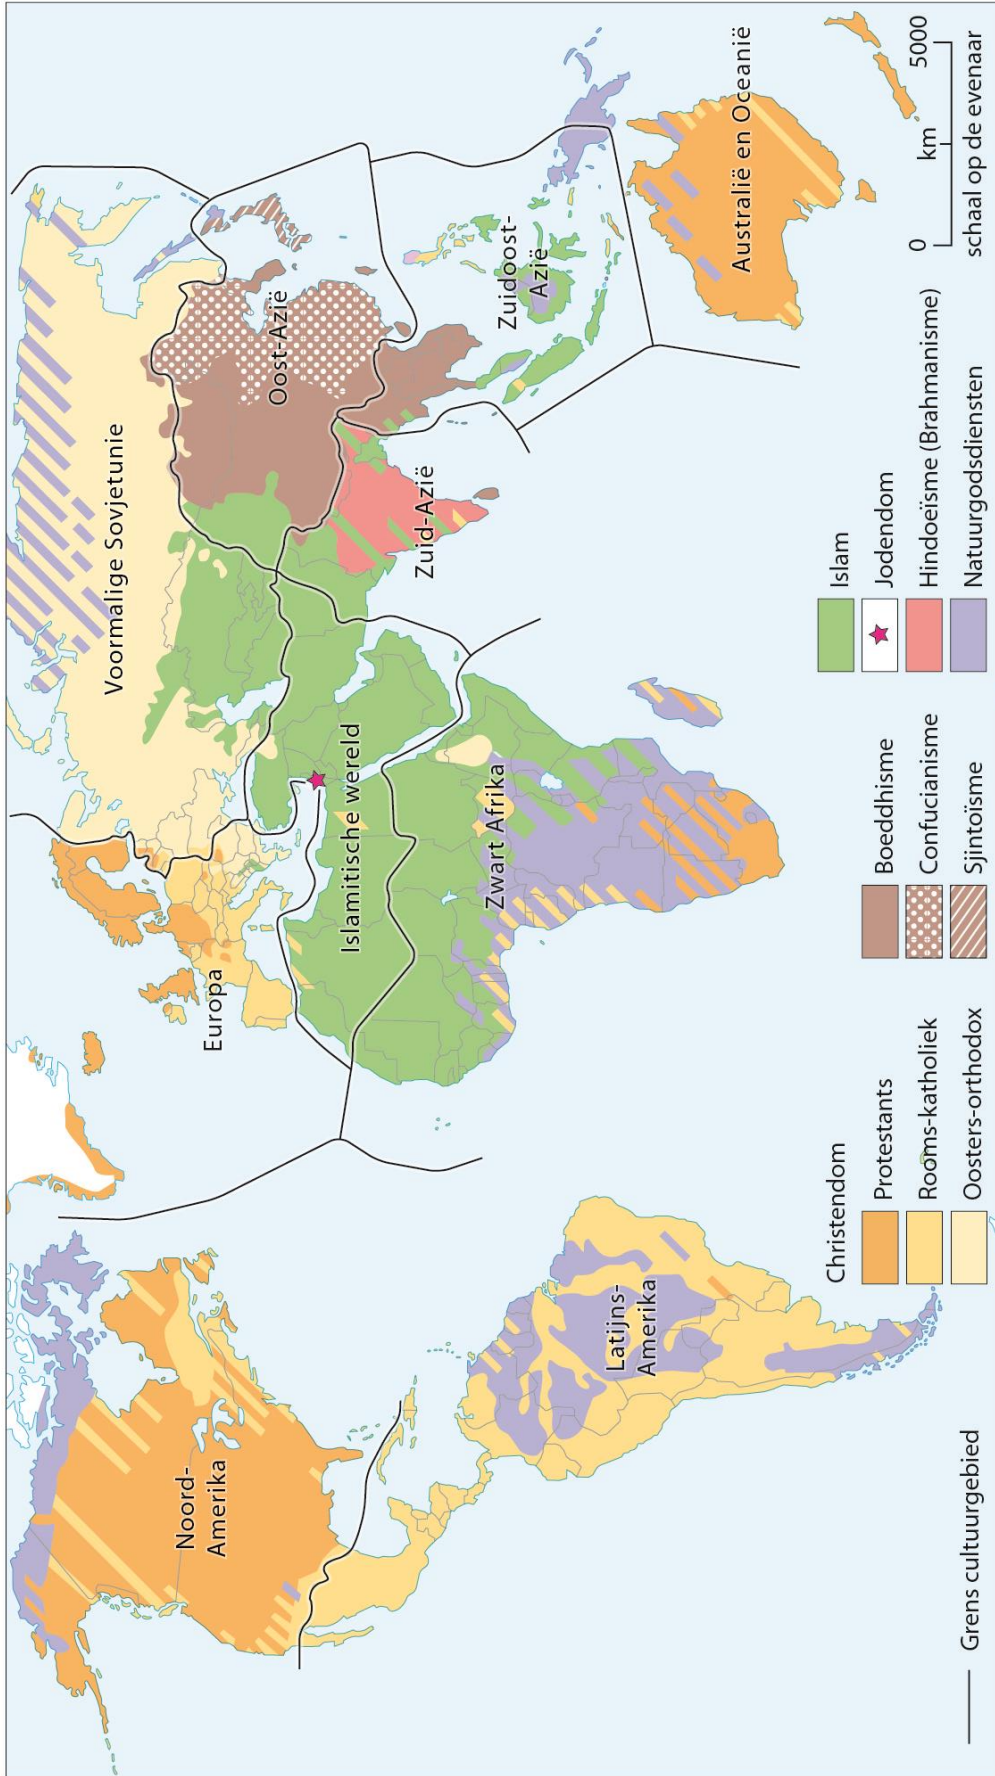 Noord-
Amerika
Latijns-
Amerika
Europa
Islamitische wereld
Zwart Afrika
Voormalige Sovjetunie
Zuid-Azië
Oost-Azië
Zuidoost-
Azië
Australië en Oceanië
Grens cultuurgebied
Christendom
Protestants
Rooms-katholiek
Oosters-orthodox
Boeddhisme
Confucianisme
Sjintoïsme
Islam
Jodendom
Hindoeïsme (Brahmanisme)
Natuurgodsdiensten
0 km 5000
schaal op de evenaar